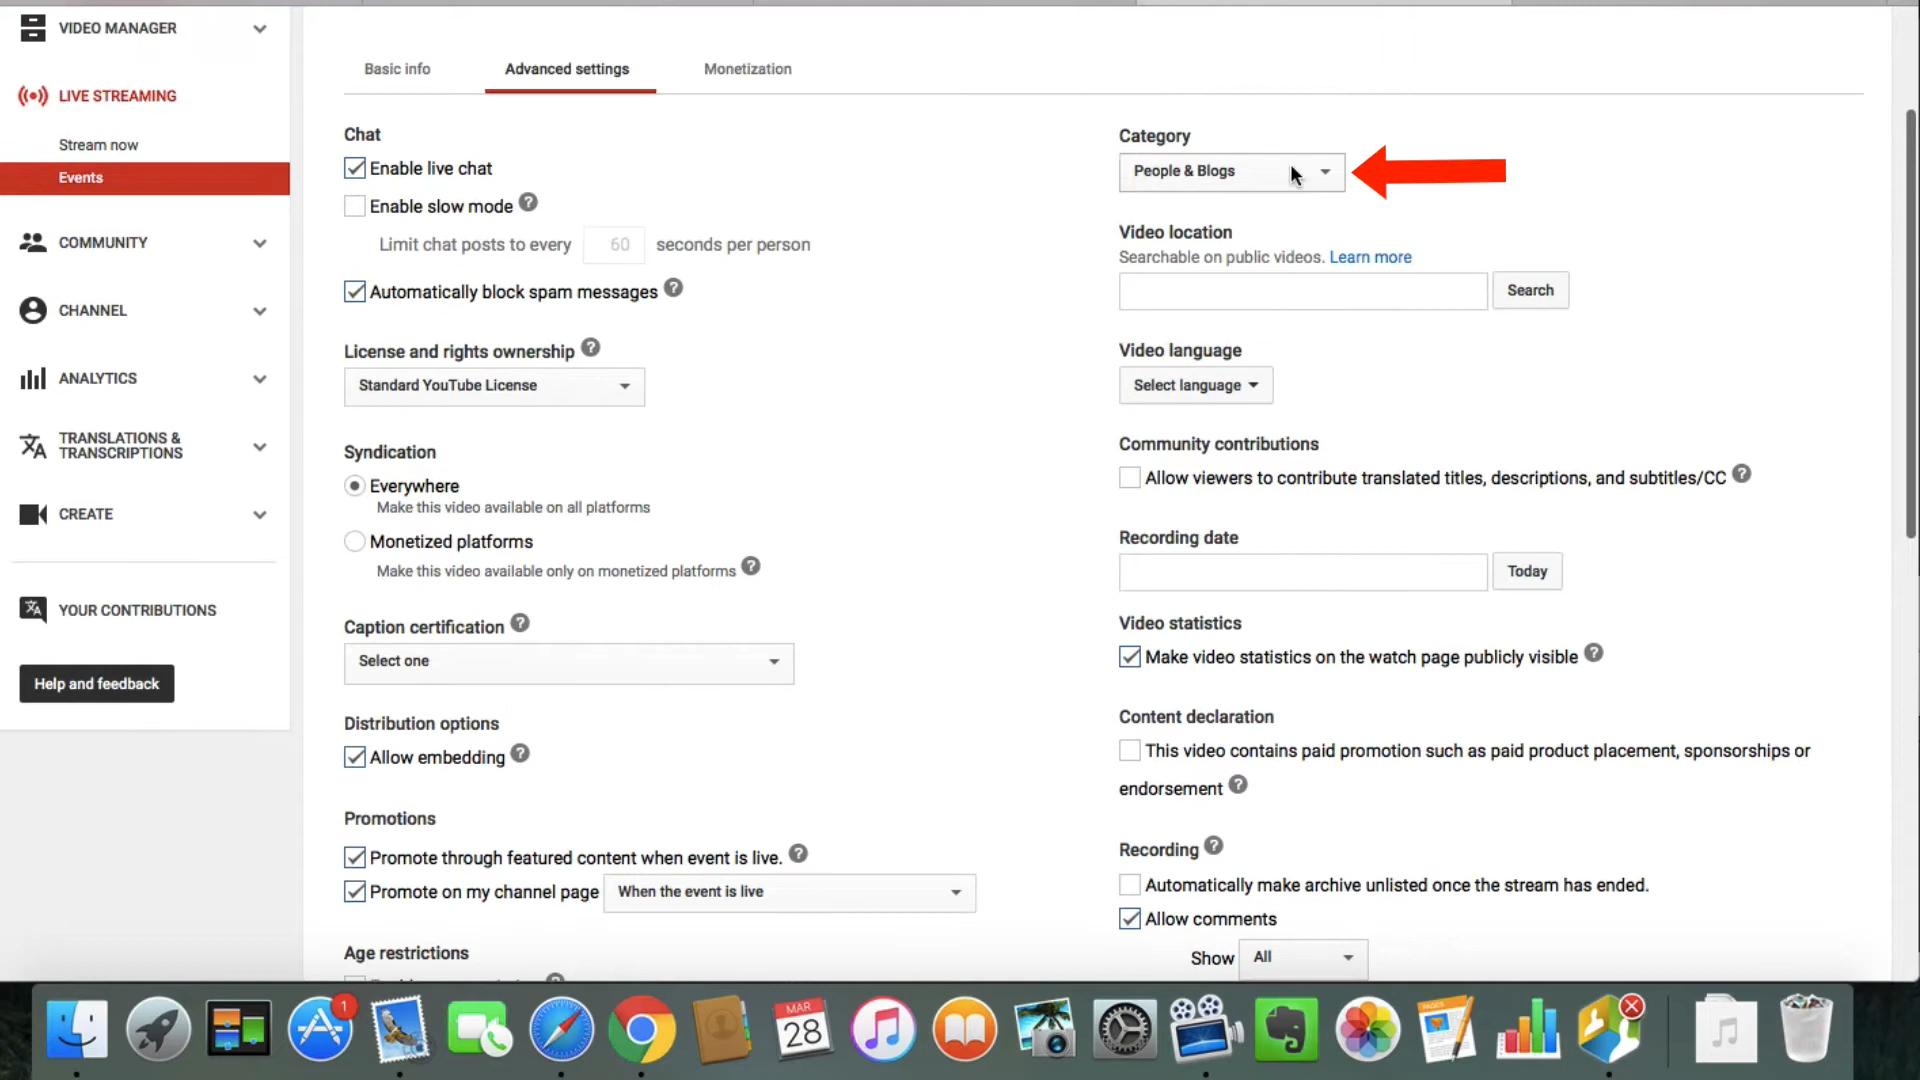 VIDEO MANAGER
LIVE STREAMING
Stream now
Events
COMMUNITY
CHANNEL
ANALYTICS
TRANSLATIONS &
TRANSCRIPTIONS
CREATE
YOUR CONTRIBUTIONS
Help and feedback
Basic info
Advanced settings
Monetization
Chat
Enable live chat
Enable slow mode ?
Limit chat posts to every 60 seconds per person
Automatically block spam messages ?
License and rights ownership ?
Standard YouTube License
Syndication
Everywhere
Make this video available on all platforms
Monetized platforms
Make this video available only on monetized platforms ?
Caption certification ?
Select one
Distribution options
Allow embedding ?
Promotions
Promote through featured content when event is live. ?
Promote on my channel page When the event is live
Age restrictions
Category
People & Blogs
Video location
Searchable on public videos. Learn more
Search
Video language
Select language
Community contributions
Allow viewers to contribute translated titles, descriptions, and subtitles/CC ?
Recording date
Today
Video statistics
Make video statistics on the watch page publicly visible ?
Content declaration
This video contains paid promotion such as paid product placement, sponsorships or
endorsement ?
Recording ?
Automatically make archive unlisted once the stream has ended.
Allow comments
Show All
1
MAR
28
PAGES